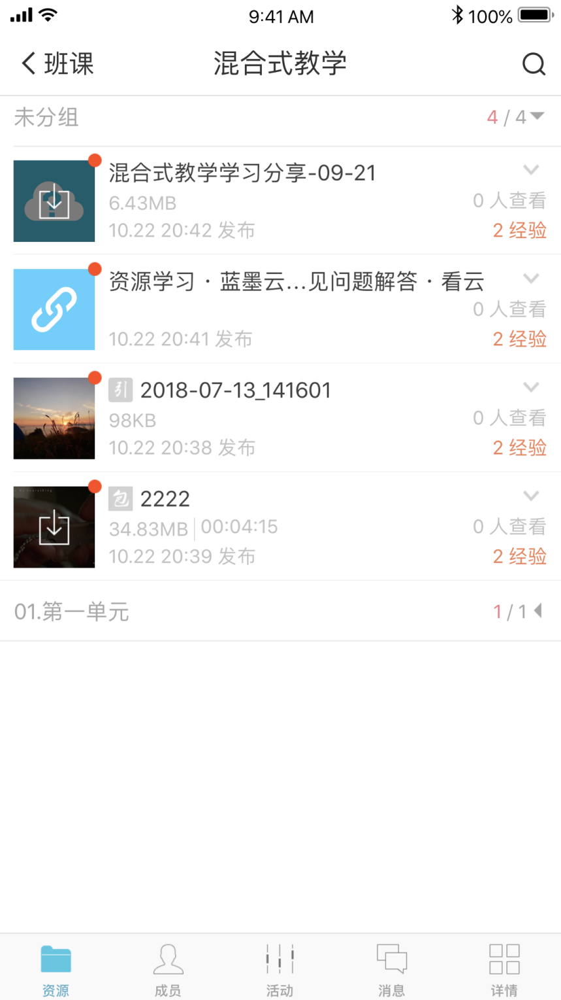 9:41 AM 100%
班课 混合式教学
未分组 4 / 4
混合式教学学习分享-09-21
6.43MB 0 人查看
10.22 20:42 发布 2 经验
资源学习·蓝墨云...见问题解答·看云
0 人查看
10.22 20:41 发布 2 经验
引 2018-07-13_141601
98KB 0 人查看
10.22 20:38 发布 2 经验
包 2222
34.83MB 00:04:15 0 人查看
10.22 20:39 发布 2 经验
01.第一单元 1 / 1
资源 成员 活动 消息 详情